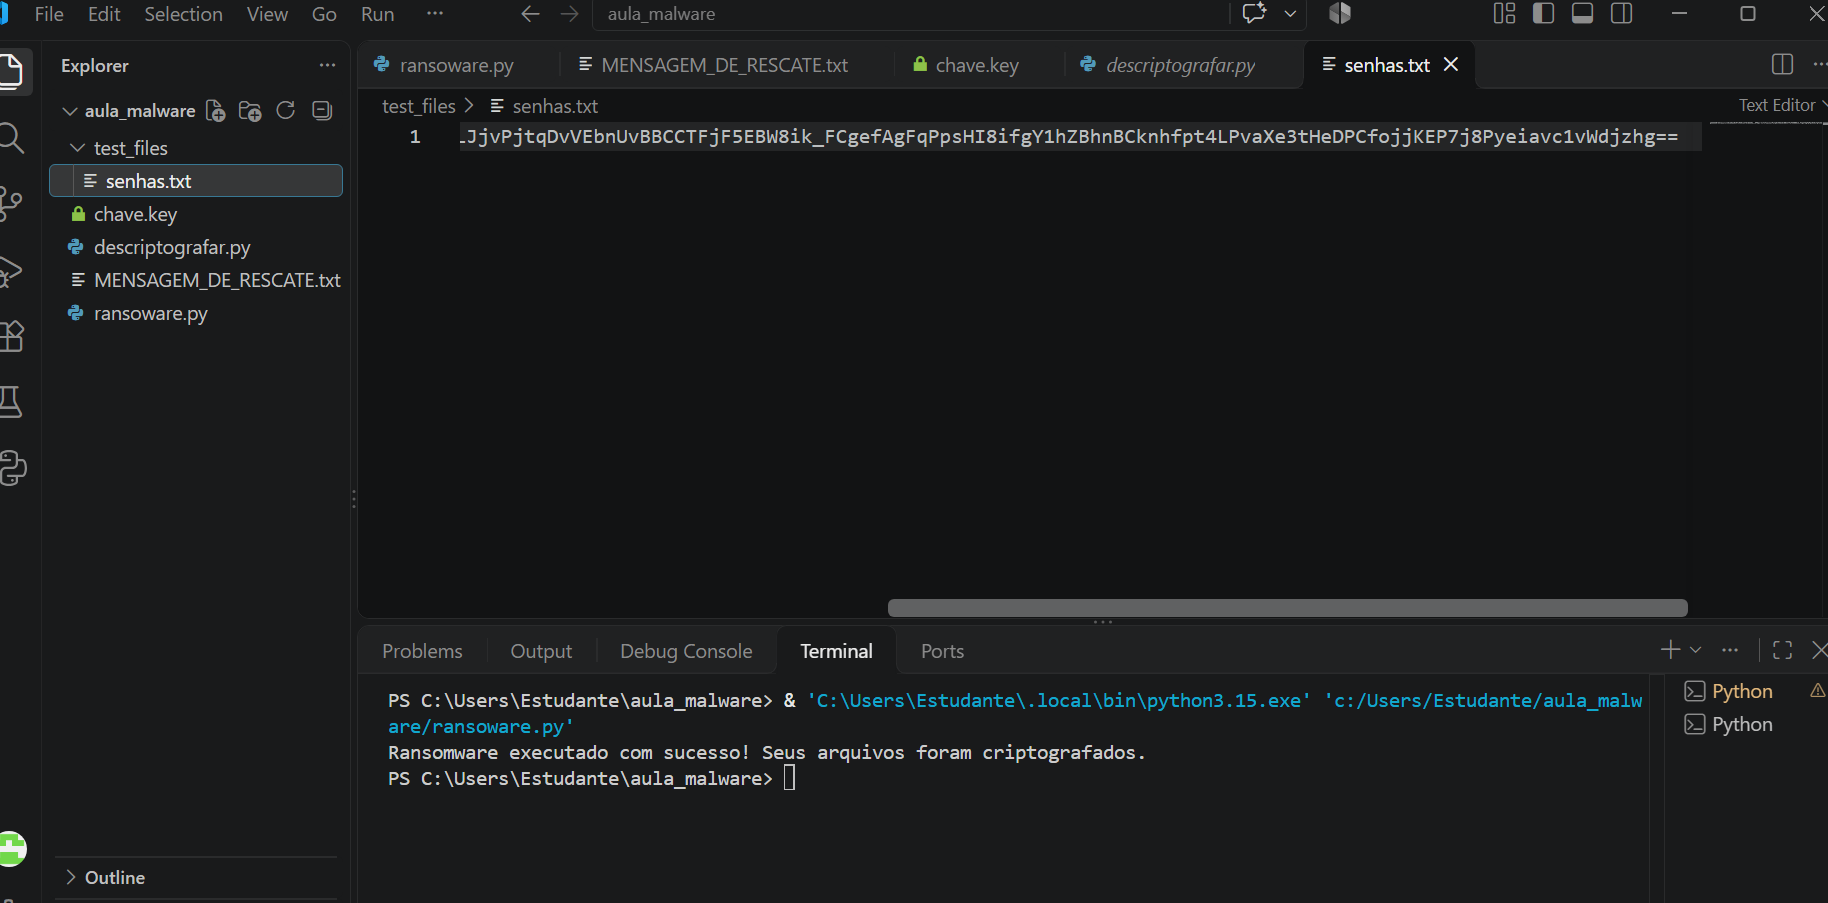 File Edit Selection View Go Run ··· aula_malware
Explorer ···
aula_malware
test_files
senhas.txt
chave.key
descriptografar.py
MENSAGEM_DE_RESCATE.txt
ransoware.py
Outline
ransoware.py MENSAGEM_DE_RESCATE.txt chave.key descriptografar.py senhas.txt
test_files > senhas.txt Text Editor
1 LJjvPjtqDvVEbnUvBBCCTFjF5EBW8ik_FCgefAgFqPpsHI8ifgY1hZBhnBCknhfpt4LPvaXe3tHeDPCfojjKEP7j8Pyeiavc1vWdjzhg==
Problems Output Debug Console Terminal Ports
PS C:\Users\Estudante\aula_malware> & 'C:\Users\Estudante\.local\bin\python3.15.exe' 'c:/Users/Estudante/aula_malw
are/ransoware.py'
Ransomware executado com sucesso! Seus arquivos foram criptografados.
PS C:\Users\Estudante\aula_malware>
Python
Python